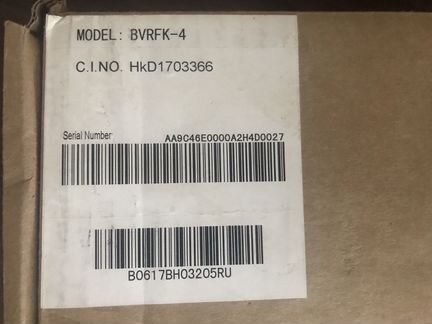 MODEL: BVRFK-4
C.I.NO. HkD1703366
Serial Number AA9C46E0000A2H4D0027
B0617BH03205RU